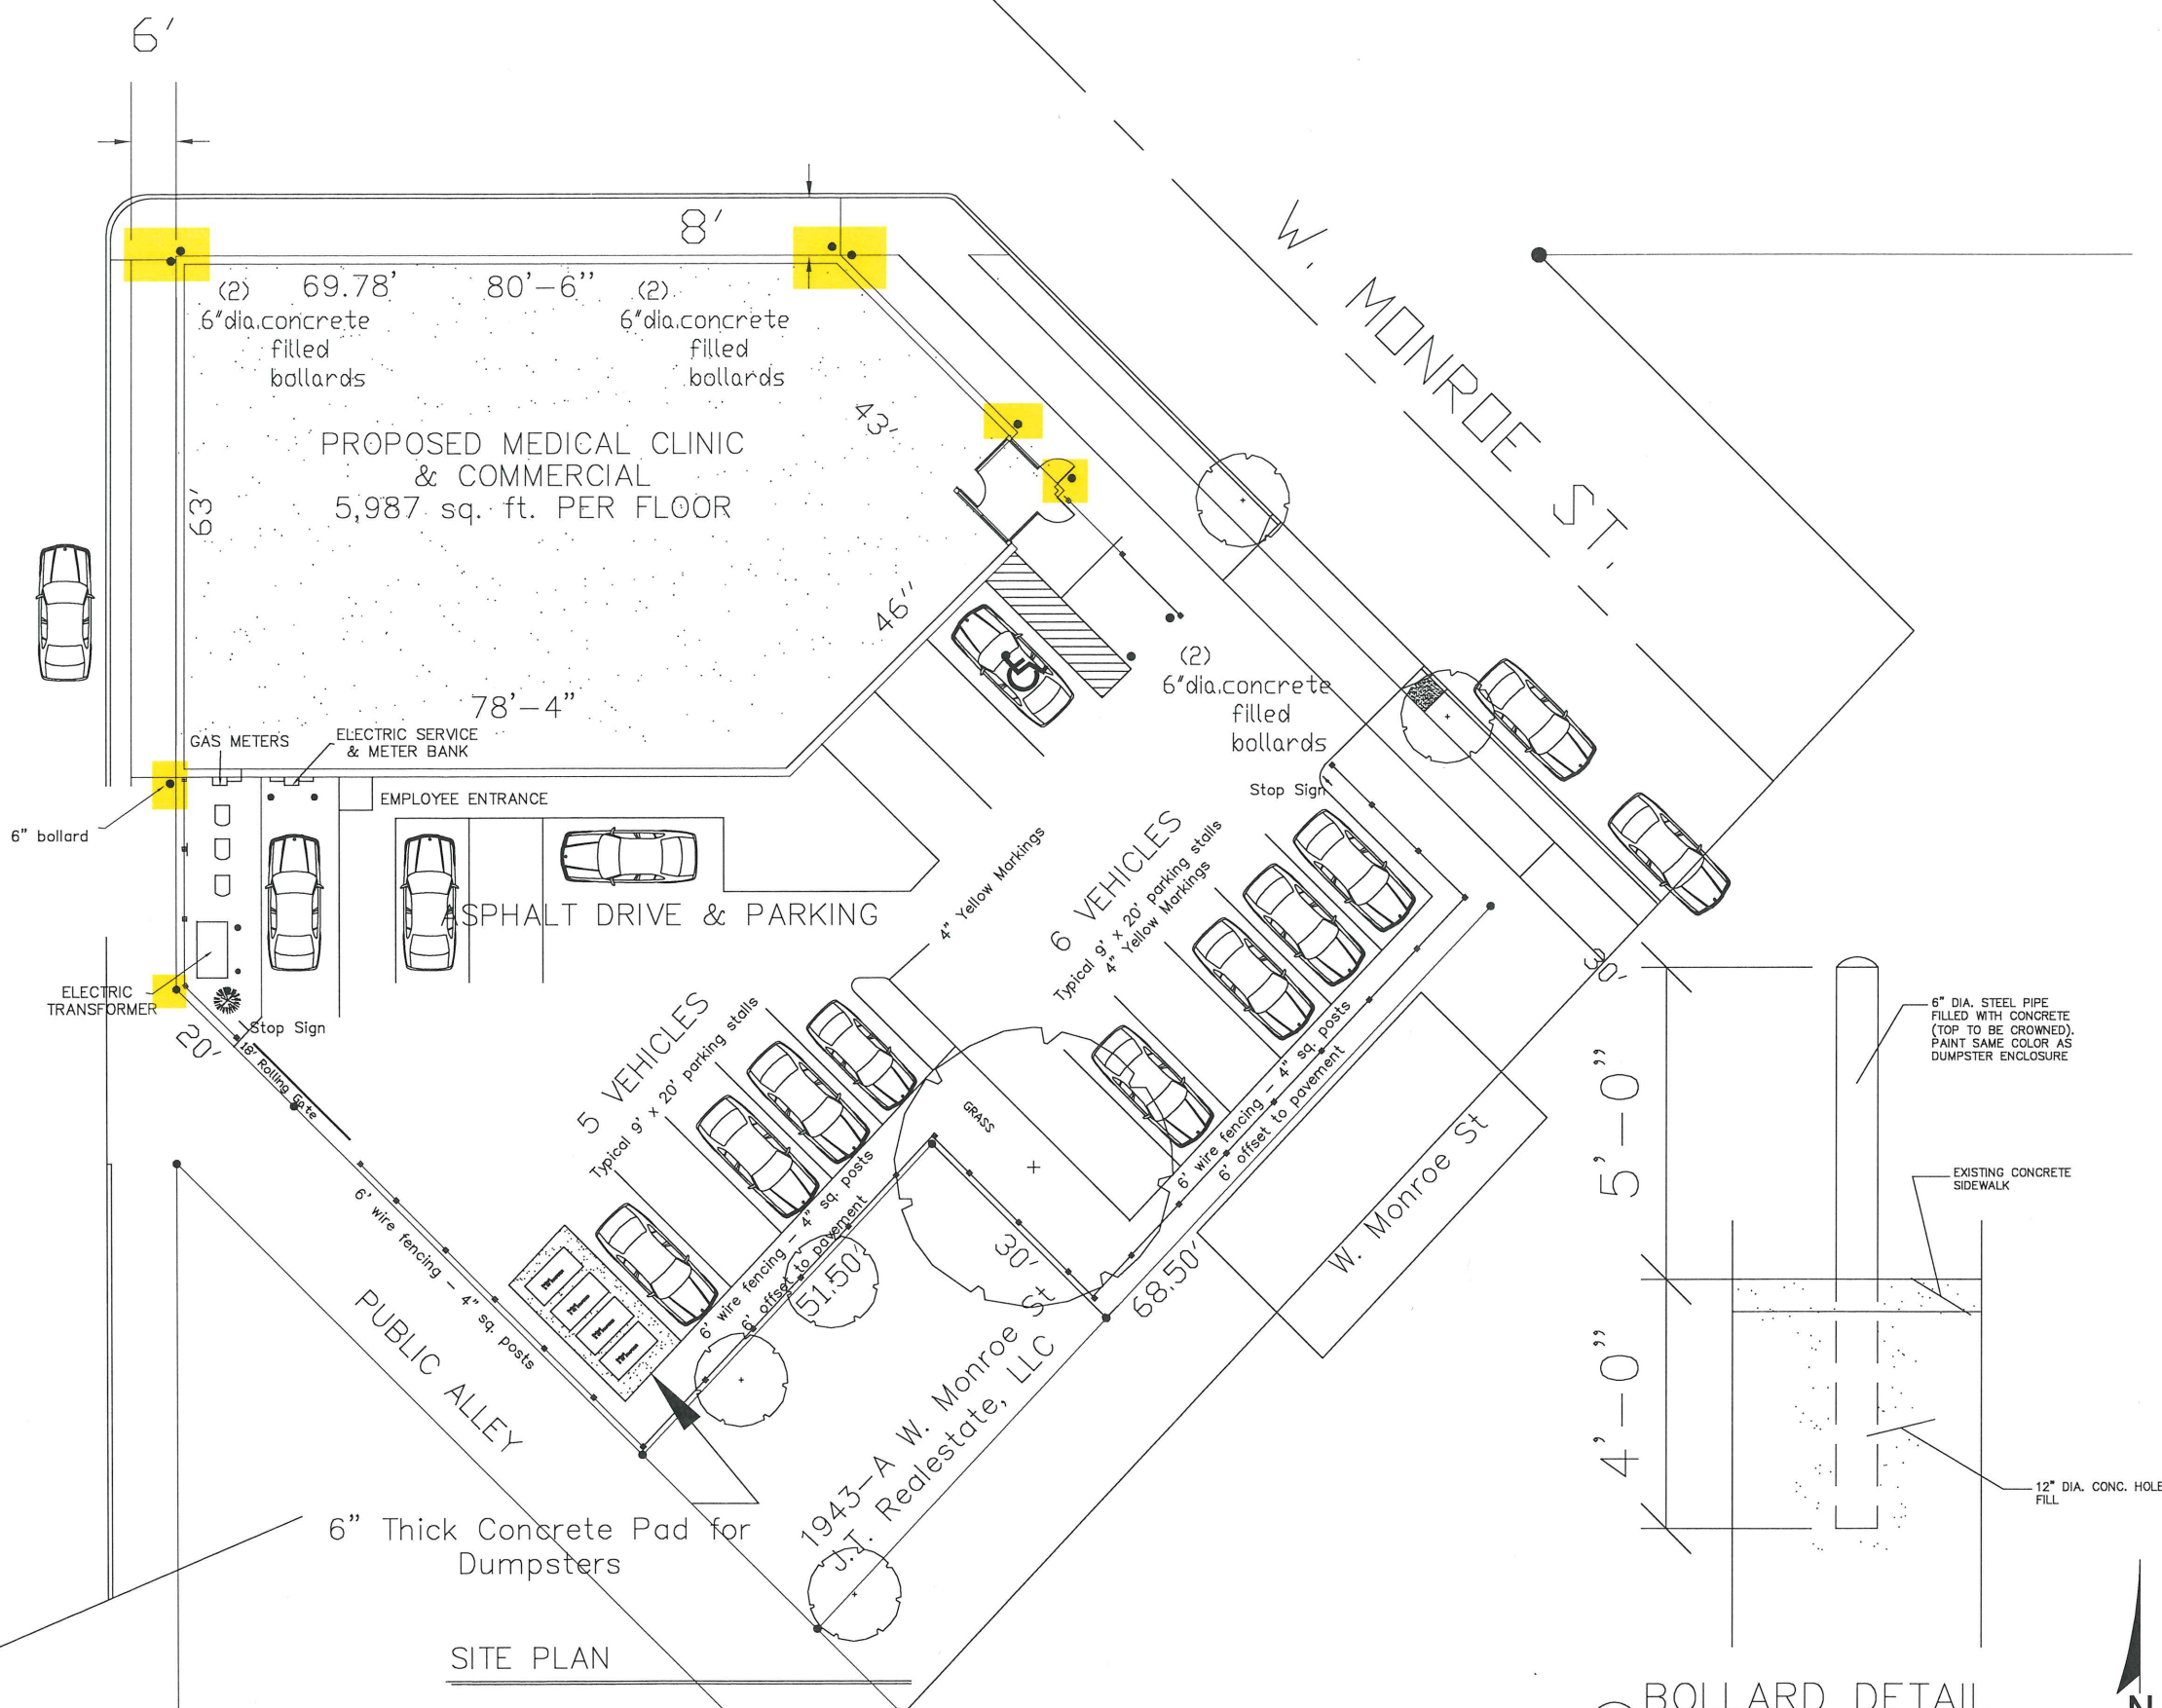 6'
8'
W. MONROE ST.
(2)
6"dia.concrete
filled
bollards
69.78'
80'-6"
(2)
6"dia.concrete
filled
bollards
43'
PROPOSED MEDICAL CLINIC
& COMMERCIAL
5,987 sq. ft. PER FLOOR
63'
46"
78'-4"
(2)
6"dia.concrete
filled
bollards
GAS METERS
ELECTRIC SERVICE
& METER BANK
EMPLOYEE ENTRANCE
6" bollard
Stop Sign
ASPHALT DRIVE & PARKING
4" Yellow Markings
6 VEHICLES
Typical 9' x 20' parking stalls
4" Yellow Markings
30'
ELECTRIC
TRANSFORMER
Stop Sign
20'
18' Rolling Gate
5 VEHICLES
Typical 9' x 20' parking stalls
GRASS
6' wire fencing - 4" sq. posts
6' offset to pavement
6' wire fencing - 4" sq. posts
6' wire fencing - 4" sq. posts
6' offset to pavement
51.50'
30'
68.50'
W. Monroe St
PUBLIC ALLEY
1943-A W. Monroe St
J.T. Realestate, LLC
6" Thick Concrete Pad for
Dumpsters
SITE PLAN
6" DIA. STEEL PIPE
FILLED WITH CONCRETE
(TOP TO BE CROWNED).
PAINT SAME COLOR AS
DUMPSTER ENCLOSURE
5'-0"
EXISTING CONCRETE
SIDEWALK
4'-0"
12" DIA. CONC. HOLE
FILL
BOLLARD DETAIL
N